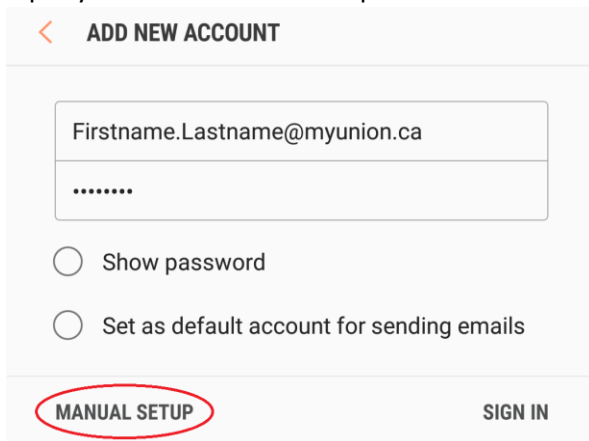 ADD NEW ACCOUNT
Firstname.Lastname@myunion.ca
••••••••
Show password
Set as default account for sending emails
MANUAL SETUP SIGN IN